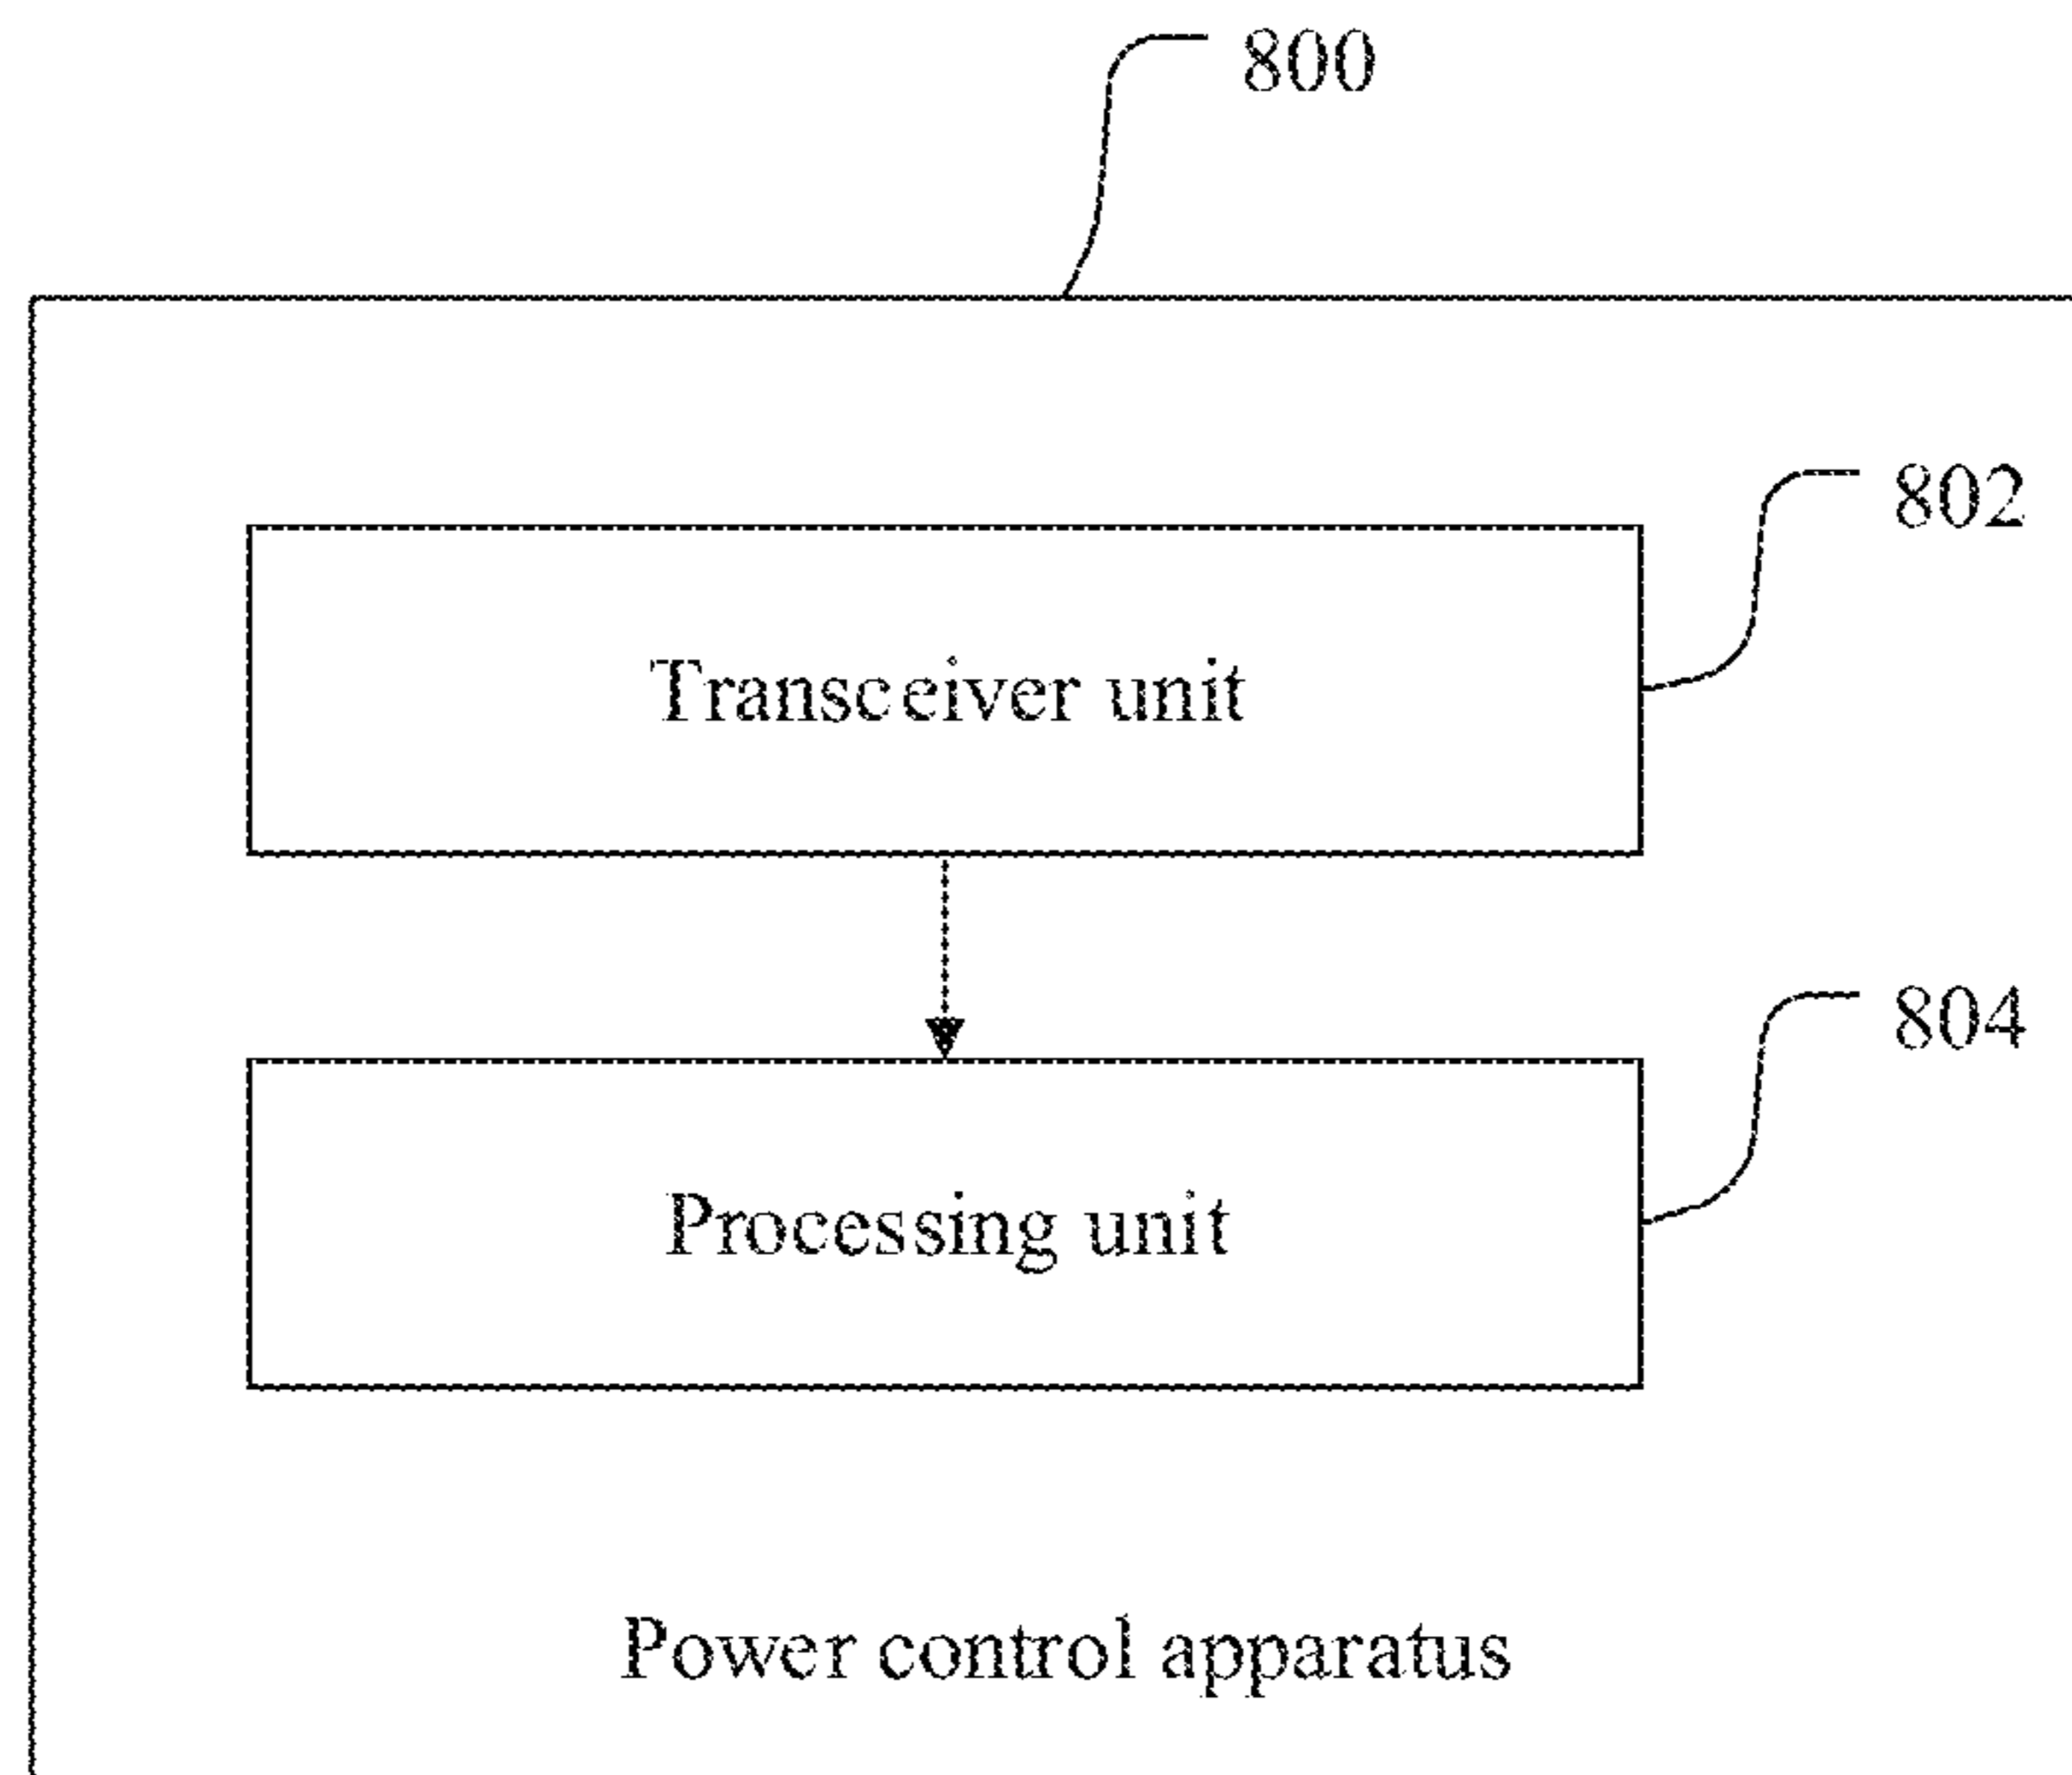 800
802
Transceiver unit
804
Processing unit
Power control apparatus